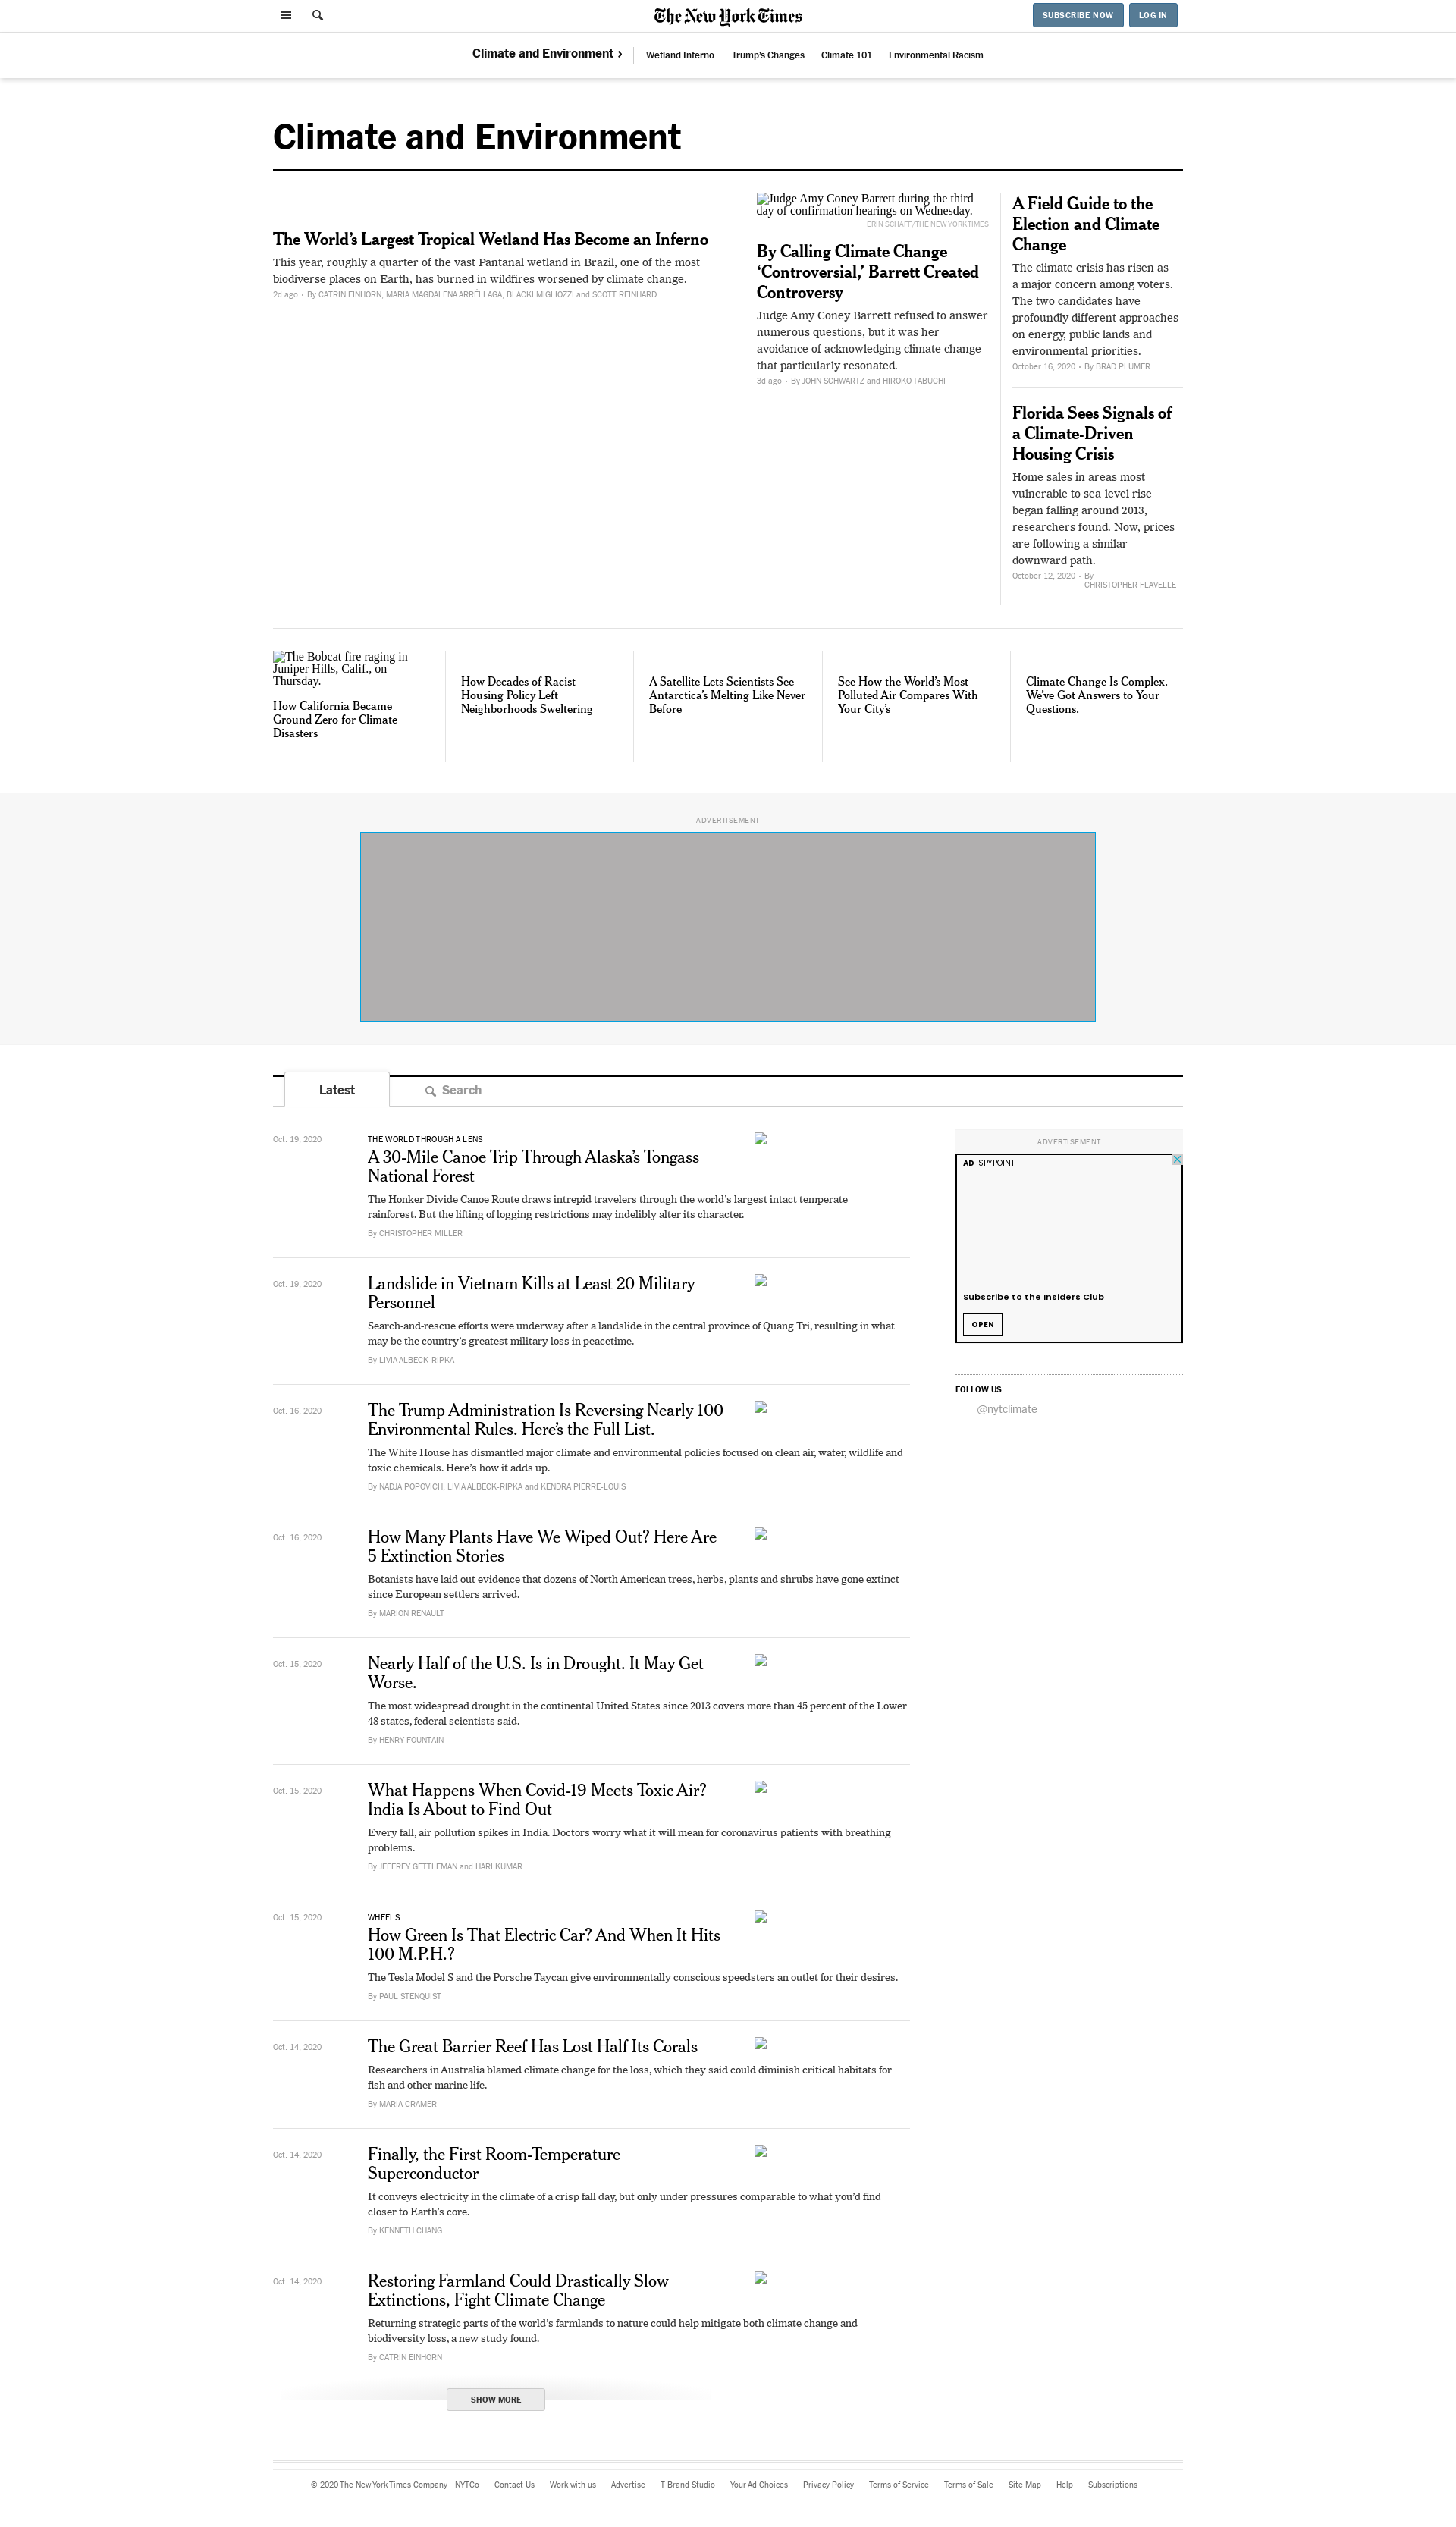 The New York Times
SUBSCRIBE NOW
LOG IN
Climate and Environment ›
Wetland Inferno
Trump's Changes
Climate 101
Environmental Racism
Climate and Environment
The World's Largest Tropical Wetland Has Become an Inferno
This year, roughly a quarter of the vast Pantanal wetland in Brazil, one of the most
biodiverse places on Earth, has burned in wildfires worsened by climate change.
2d ago • By CATRIN EINHORN, MARIA MAGDALENA ARRÉLLAGA, BLACKI MIGLIOZZI and SCOTT REINHARD
Judge Amy Coney Barrett during the third
day of confirmation hearings on Wednesday.
ERIN SCHAFF/THE NEW YORK TIMES
By Calling Climate Change
‘Controversial,’ Barrett Created
Controversy
Judge Amy Coney Barrett refused to answer
numerous questions, but it was her
avoidance of acknowledging climate change
that particularly resonated.
3d ago • By JOHN SCHWARTZ and HIROKO TABUCHI
A Field Guide to the
Election and Climate
Change
The climate crisis has risen as
a major concern among voters.
The two candidates have
profoundly different approaches
on energy, public lands and
environmental priorities.
October 16, 2020 • By BRAD PLUMER
Florida Sees Signals of
a Climate-Driven
Housing Crisis
Home sales in areas most
vulnerable to sea-level rise
began falling around 2013,
researchers found. Now, prices
are following a similar
downward path.
October 12, 2020 • By
CHRISTOPHER FLAVELLE
The Bobcat fire raging in
Juniper Hills, Calif., on
Thursday.
How California Became
Ground Zero for Climate
Disasters
How Decades of Racist
Housing Policy Left
Neighborhoods Sweltering
A Satellite Lets Scientists See
Antarctica's Melting Like Never
Before
See How the World's Most
Polluted Air Compares With
Your City's
Climate Change Is Complex.
We've Got Answers to Your
Questions.
ADVERTISEMENT
Latest
Search
Oct. 19, 2020
THE WORLD THROUGH A LENS
A 30-Mile Canoe Trip Through Alaska's Tongass
National Forest
The Honker Divide Canoe Route draws intrepid travelers through the world's largest intact temperate
rainforest. But the lifting of logging restrictions may indelibly alter its character.
By CHRISTOPHER MILLER
Oct. 19, 2020
Landslide in Vietnam Kills at Least 20 Military
Personnel
Search-and-rescue efforts were underway after a landslide in the central province of Quang Tri, resulting in what
may be the country's greatest military loss in peacetime.
By LIVIA ALBECK-RIPKA
Oct. 16, 2020
The Trump Administration Is Reversing Nearly 100
Environmental Rules. Here's the Full List.
The White House has dismantled major climate and environmental policies focused on clean air, water, wildlife and
toxic chemicals. Here's how it adds up.
By NADJA POPOVICH, LIVIA ALBECK-RIPKA and KENDRA PIERRE-LOUIS
Oct. 16, 2020
How Many Plants Have We Wiped Out? Here Are
5 Extinction Stories
Botanists have laid out evidence that dozens of North American trees, herbs, plants and shrubs have gone extinct
since European settlers arrived.
By MARION RENAULT
Oct. 15, 2020
Nearly Half of the U.S. Is in Drought. It May Get
Worse.
The most widespread drought in the continental United States since 2013 covers more than 45 percent of the Lower
48 states, federal scientists said.
By HENRY FOUNTAIN
Oct. 15, 2020
What Happens When Covid-19 Meets Toxic Air?
India Is About to Find Out
Every fall, air pollution spikes in India. Doctors worry what it will mean for coronavirus patients with breathing
problems.
By JEFFREY GETTLEMAN and HARI KUMAR
Oct. 15, 2020
WHEELS
How Green Is That Electric Car? And When It Hits
100 M.P.H.?
The Tesla Model S and the Porsche Taycan give environmentally conscious speedsters an outlet for their desires.
By PAUL STENQUIST
Oct. 14, 2020
The Great Barrier Reef Has Lost Half Its Corals
Researchers in Australia blamed climate change for the loss, which they said could diminish critical habitats for
fish and other marine life.
By MARIA CRAMER
Oct. 14, 2020
Finally, the First Room-Temperature
Superconductor
It conveys electricity in the climate of a crisp fall day, but only under pressures comparable to what you'd find
closer to Earth's core.
By KENNETH CHANG
Oct. 14, 2020
Restoring Farmland Could Drastically Slow
Extinctions, Fight Climate Change
Returning strategic parts of the world's farmlands to nature could help mitigate both climate change and
biodiversity loss, a new study found.
By CATRIN EINHORN
SHOW MORE
ADVERTISEMENT
AD SPYPOINT
Subscribe to the Insiders Club
OPEN
FOLLOW US
@nytclimate
© 2020 The New York Times Company
NYTCo
Contact Us
Work with us
Advertise
T Brand Studio
Your Ad Choices
Privacy Policy
Terms of Service
Terms of Sale
Site Map
Help
Subscriptions